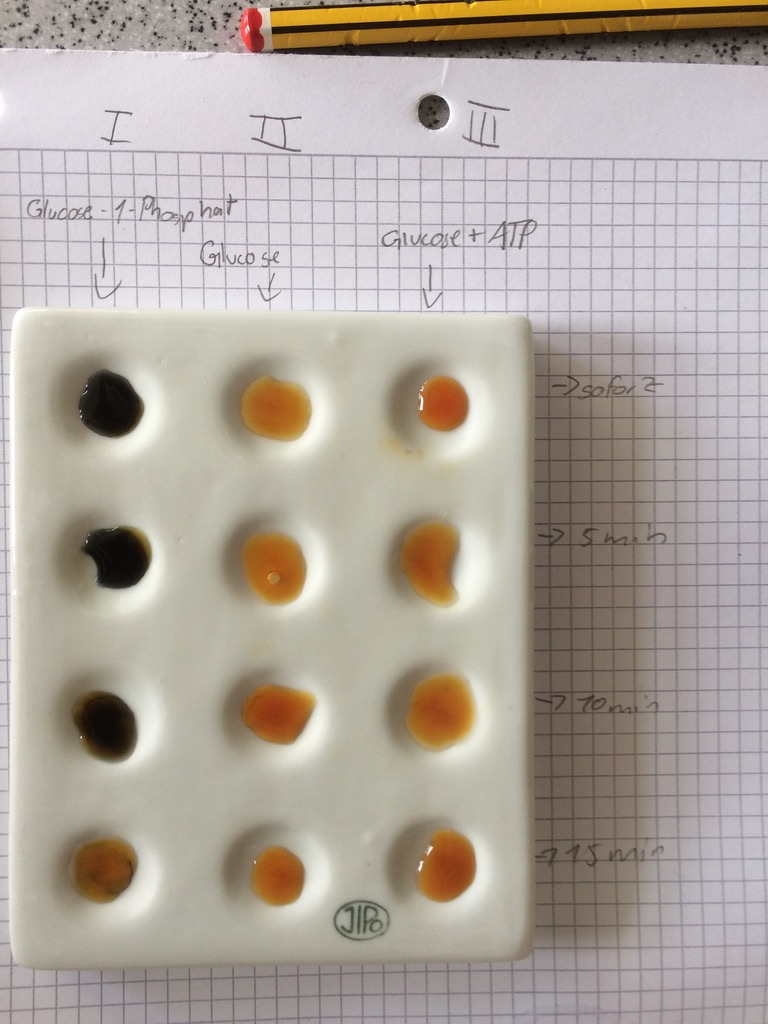 I II III
Glucose-1-Phosphat
Glucose
Glucose + ATP
→ sofort
→ 5 min
→ 10 min
→ 15 min
JIPo